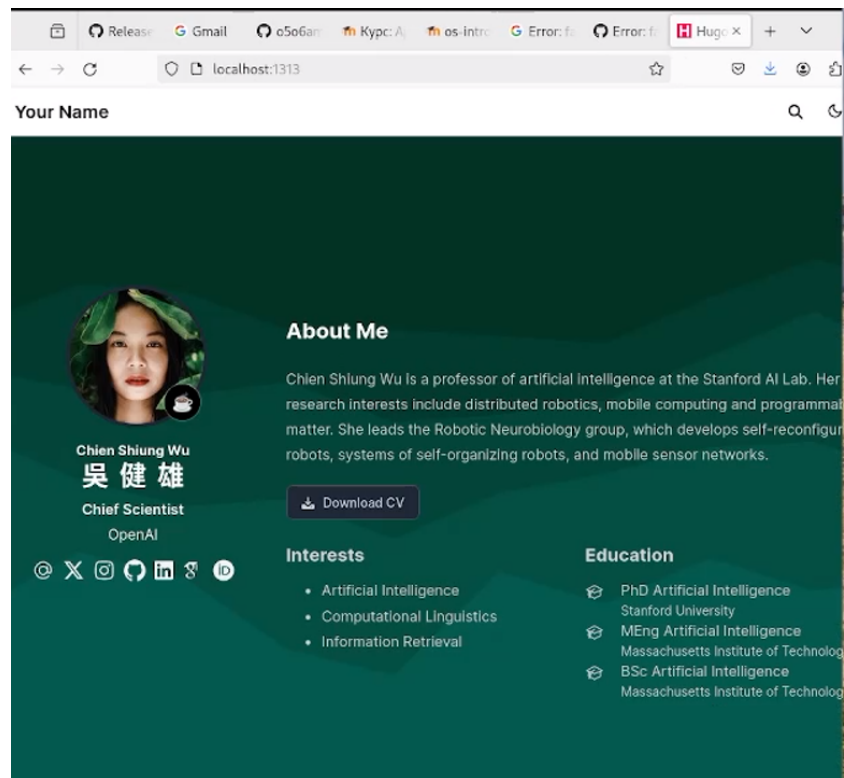 Release
Gmail
o5o6am
Курс: А
os-intro
Error: fa
Error: fa
Hugo
localhost:1313
Your Name
About Me
Chien Shiung Wu is a professor of artificial intelligence at the Stanford AI Lab. Her
research interests include distributed robotics, mobile computing and programmab
matter. She leads the Robotic Neurobiology group, which develops self-reconfigur
robots, systems of self-organizing robots, and mobile sensor networks.
Download CV
Chien Shiung Wu
吳健雄
Chief Scientist
OpenAI
Interests
Artificial Intelligence
Computational Linguistics
Information Retrieval
Education
PhD Artificial Intelligence
Stanford University
MEng Artificial Intelligence
Massachusetts Institute of Technolog
BSc Artificial Intelligence
Massachusetts Institute of Technolog